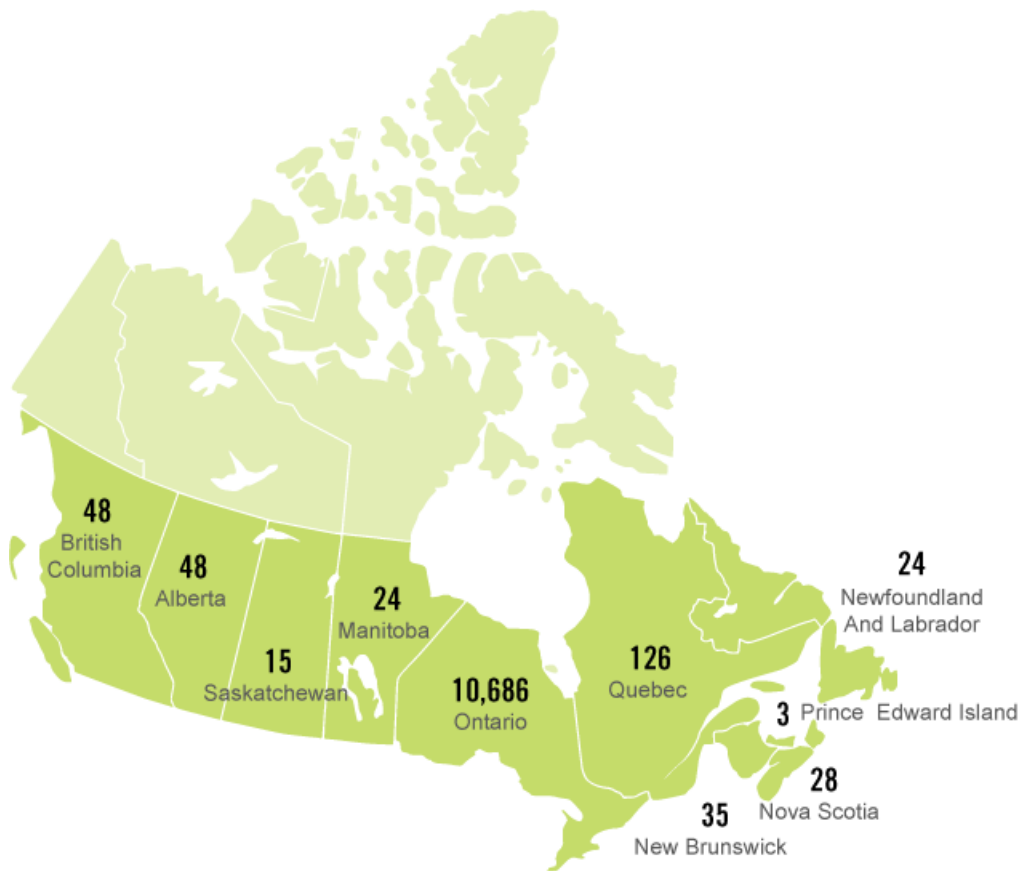 48
British
Columbia
48
Alberta
15
Saskatchewan
24
Manitoba
10,686
Ontario
126
Quebec
24
Newfoundland
And Labrador
3 Prince Edward Island
28
Nova Scotia
35
New Brunswick